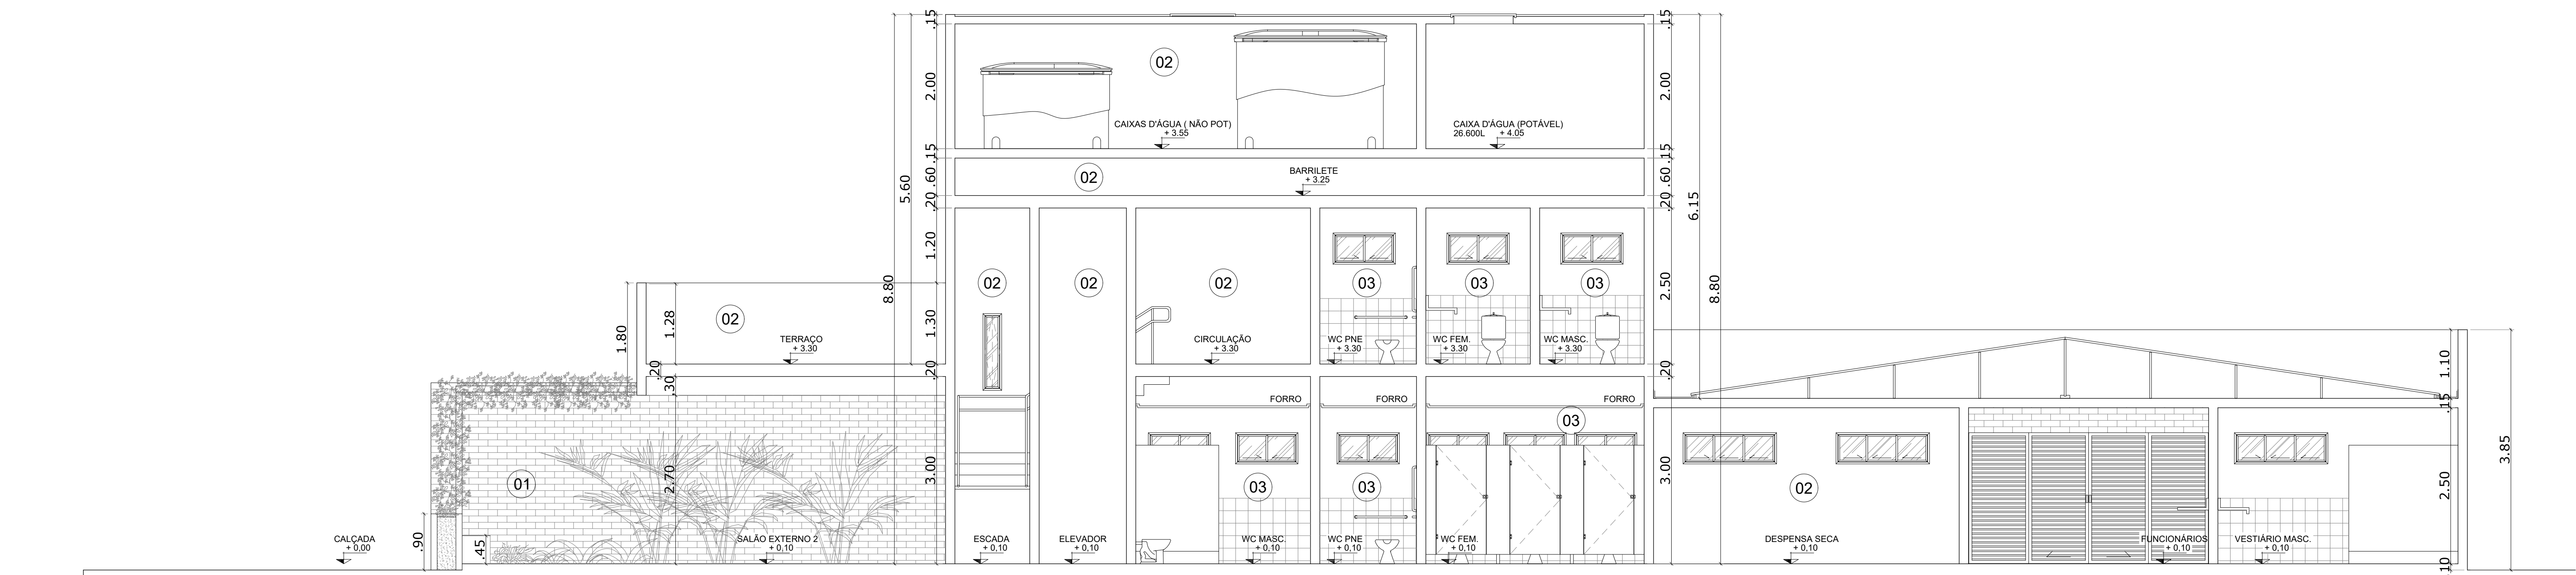 .15
.15
02
2.00
2.00
CAIXAS D'ÁGUA ( NÃO POT)
+ 3.55
CAIXA D'ÁGUA (POTÁVEL)
26.600L + 4.05
.15
.15
02
BARRILETE
+ 3.25
.60
.60
5.60
.20
.20
6.15
1.20
8.80
2.50
8.80
02
02
02
03
03
03
1.80
1.28
02
1.30
TERRAÇO
+ 3.30
CIRCULAÇÃO
+ 3.30
WC PNE
+ 3.30
WC FEM.
+ 3.30
WC MASC.
+ 3.30
1.10
.20
.30
.20
.20
.15
FORRO
FORRO
FORRO
03
3.85
01
2.70
3.00
03
03
3.00
02
2.50
.90
.45
CALÇADA
+ 0,00
SALÃO EXTERNO 2
+ 0,10
ESCADA
+ 0,10
ELEVADOR
+ 0,10
WC MASC.
+ 0,10
WC PNE
+ 0,10
WC FEM.
+ 0,10
DESPENSA SECA
+ 0,10
FUNCIONÁRIOS
+ 0,10
VESTIÁRIO MASC.
+ 0,10
10